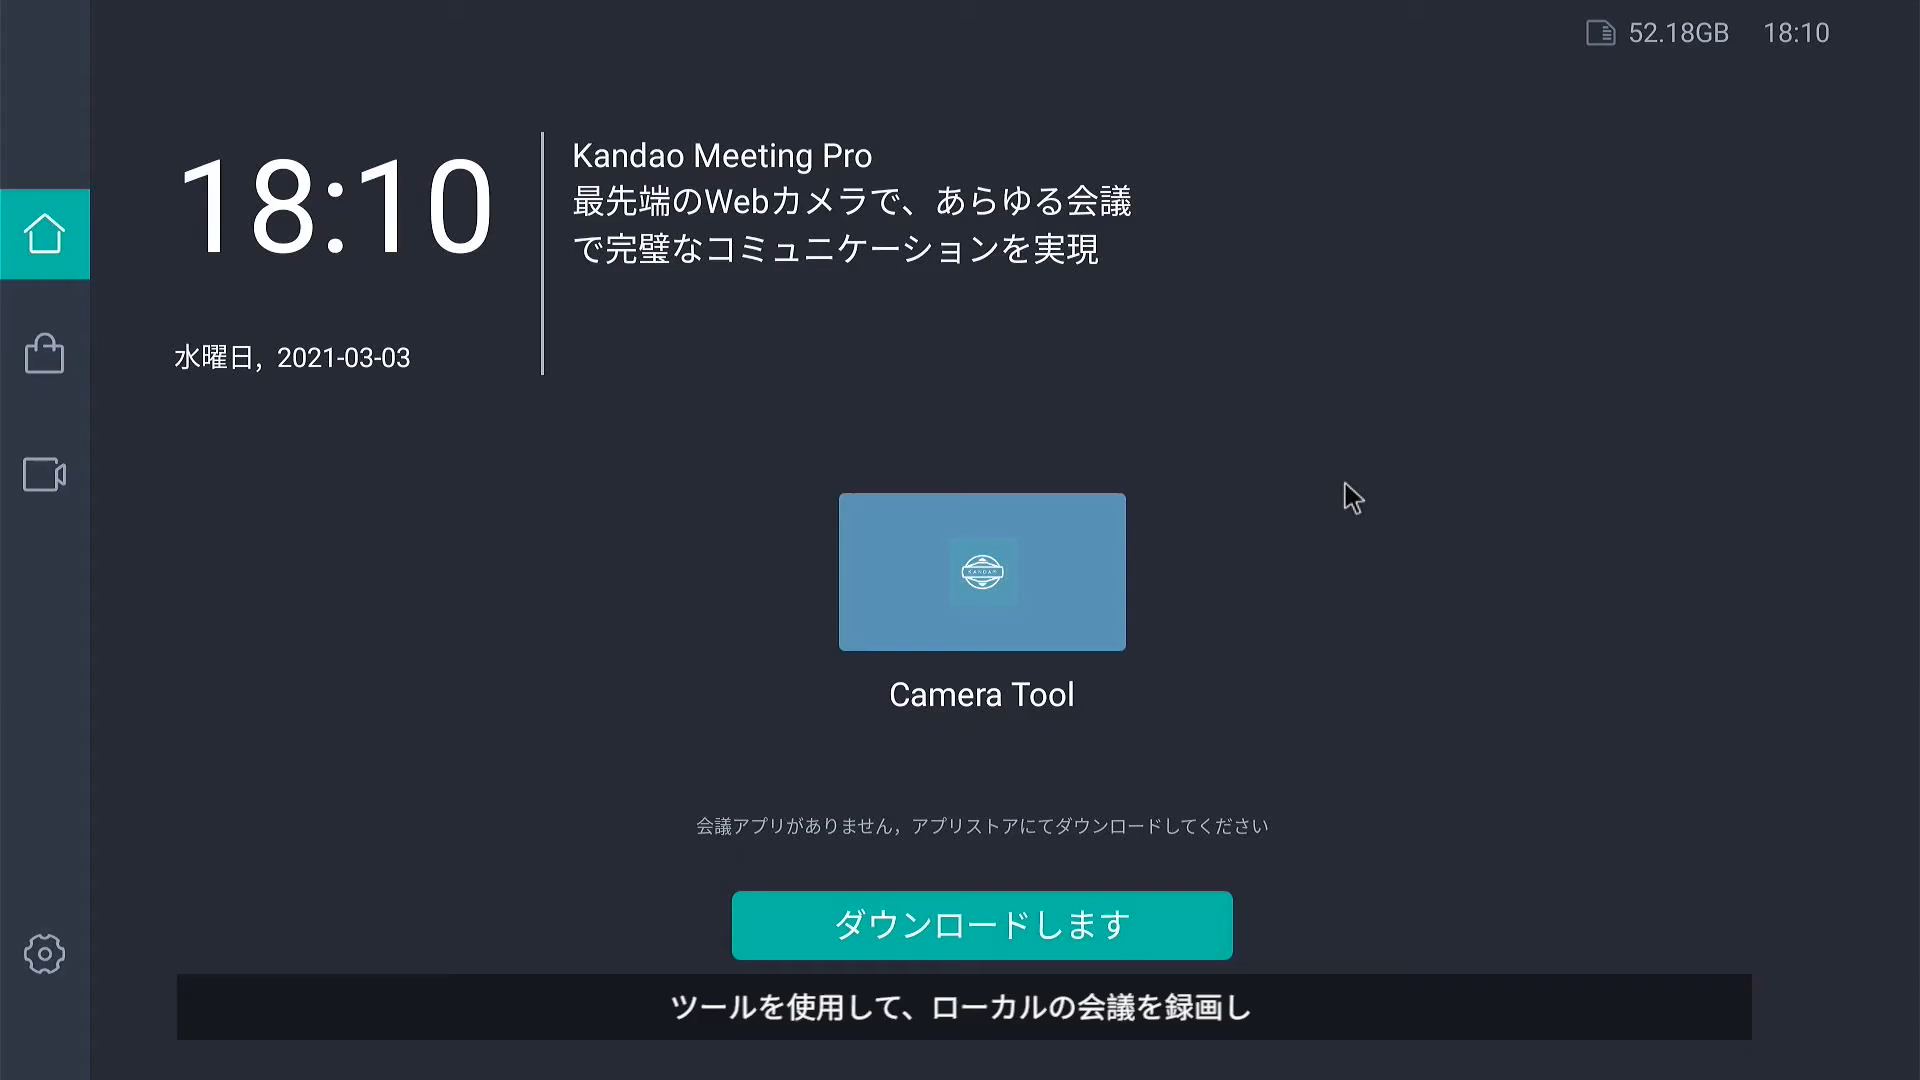 52.18GB 18:10
18:10
Kandao Meeting Pro
最先端のWebカメラで、あらゆる会議
で完璧なコミュニケーションを実現
水曜日, 2021-03-03
KANDAO
Camera Tool
会議アプリがありません，アプリストアにてダウンロードしてください
ダウンロードします
ツールを使用して、ローカルの会議を録画し